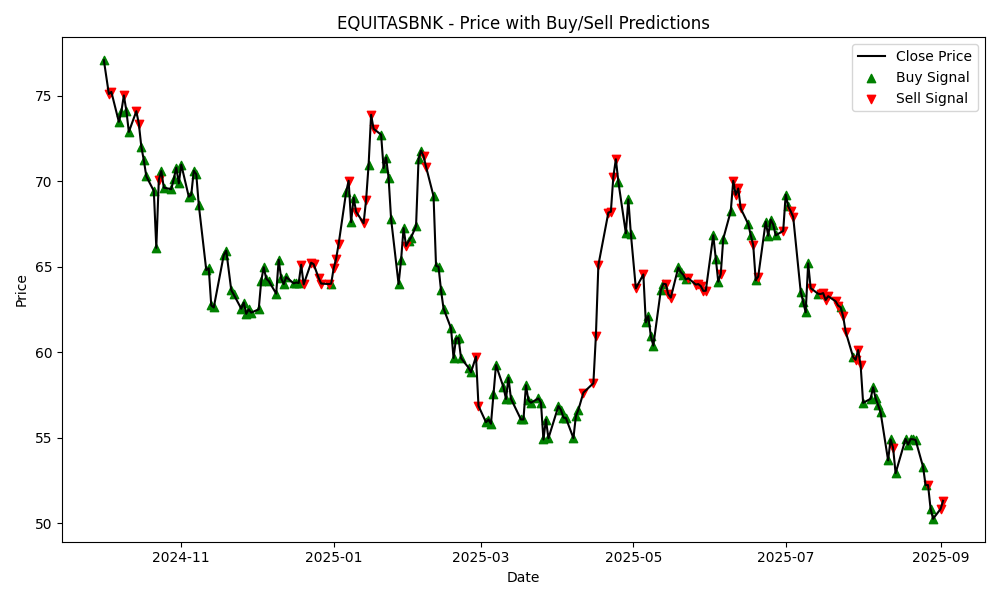 EQUITASBNK - Price with Buy/Sell Predictions
Close Price
Buy Signal
Sell Signal
Price
75
70
65
60
55
50
2024-11
2025-01
2025-03
2025-05
2025-07
2025-09
Date